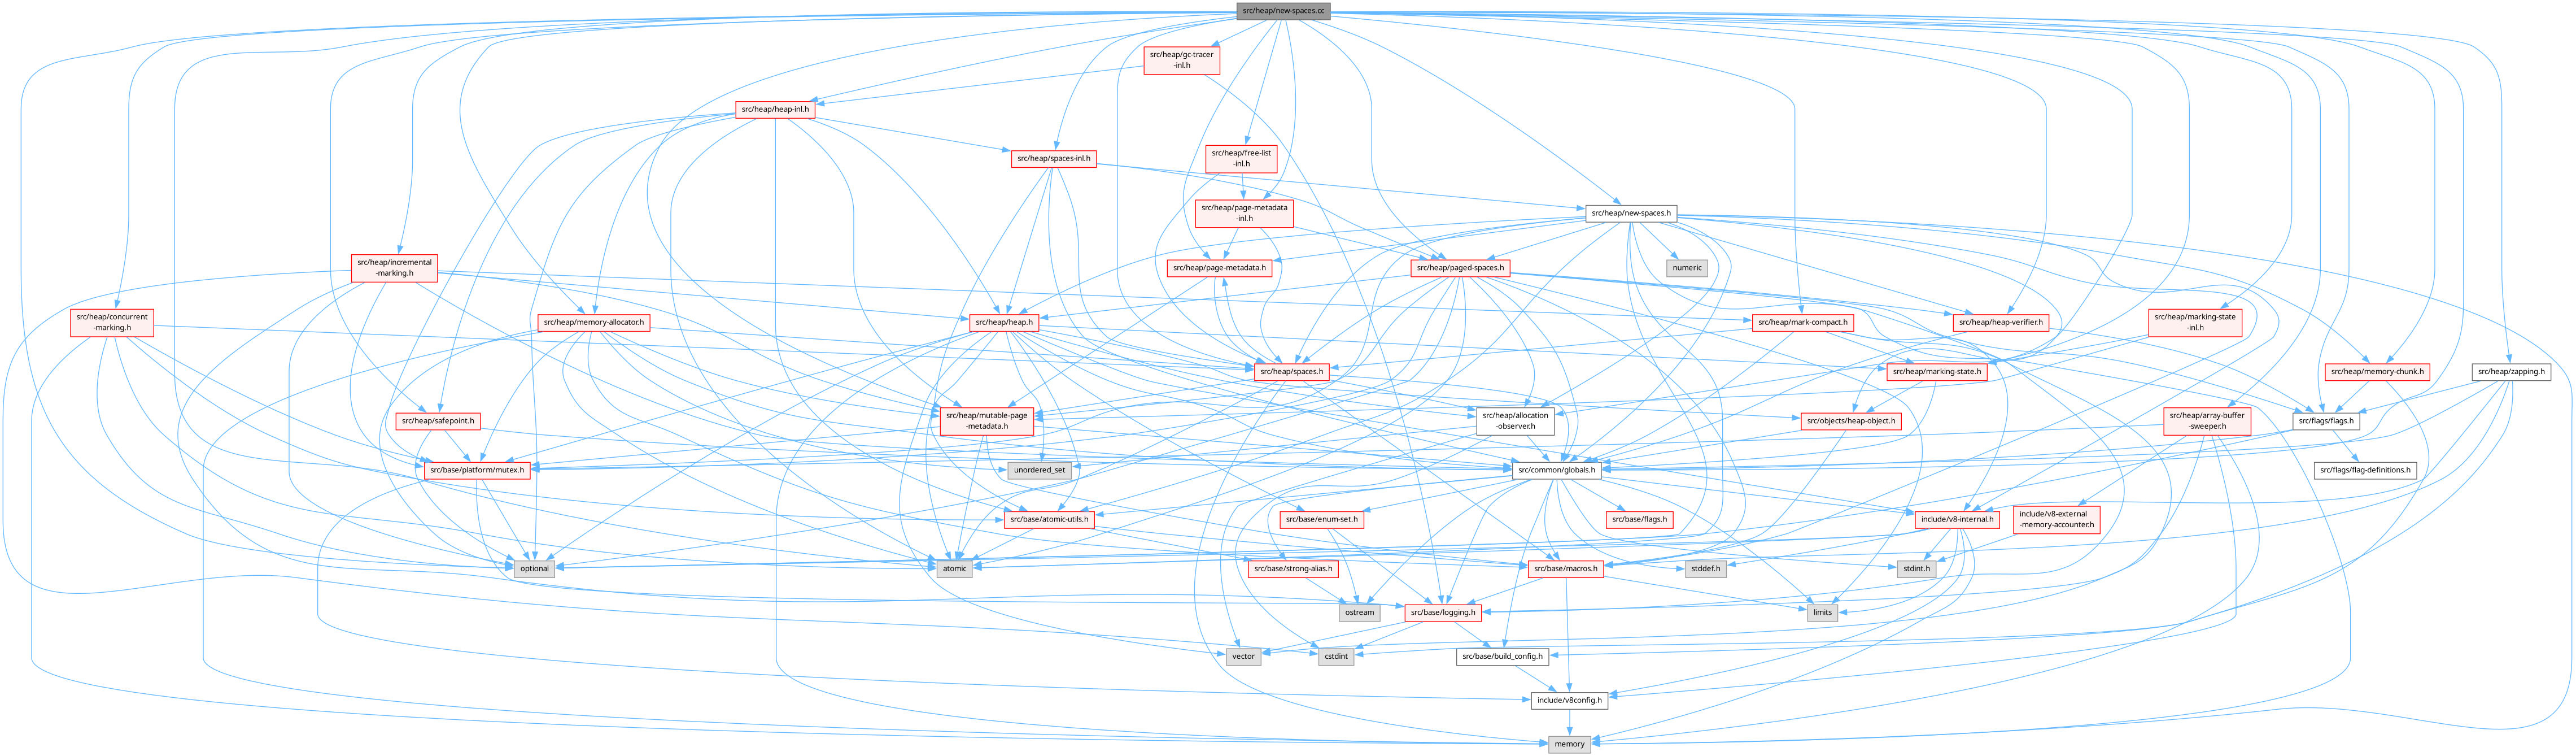 src/heap/new-spaces.cc
src/heap/gc-tracer
-inl.h
src/heap/heap-inl.h
src/heap/spaces-inl.h
src/heap/free-list
-inl.h
src/heap/page-metadata
-inl.h
src/heap/new-spaces.h
src/heap/incremental
-marking.h
src/heap/page-metadata.h
src/heap/paged-spaces.h
numeric
src/heap/concurrent
-marking.h
src/heap/memory-allocator.h
src/heap/heap.h
src/heap/mark-compact.h
src/heap/heap-verifier.h
src/heap/marking-state
-inl.h
src/heap/spaces.h
src/heap/marking-state.h
src/heap/memory-chunk.h
src/heap/zapping.h
src/heap/safepoint.h
src/heap/mutable-page
-metadata.h
src/heap/allocation
-observer.h
src/objects/heap-object.h
src/heap/array-buffer
-sweeper.h
src/flags/flags.h
src/base/platform/mutex.h
unordered_set
src/common/globals.h
src/flags/flag-definitions.h
src/base/atomic-utils.h
src/base/enum-set.h
src/base/flags.h
include/v8-internal.h
include/v8-external
-memory-accounter.h
optional
atomic
src/base/strong-alias.h
src/base/macros.h
stddef.h
stdint.h
ostream
src/base/logging.h
limits
vector
cstdint
src/base/build_config.h
include/v8config.h
memory